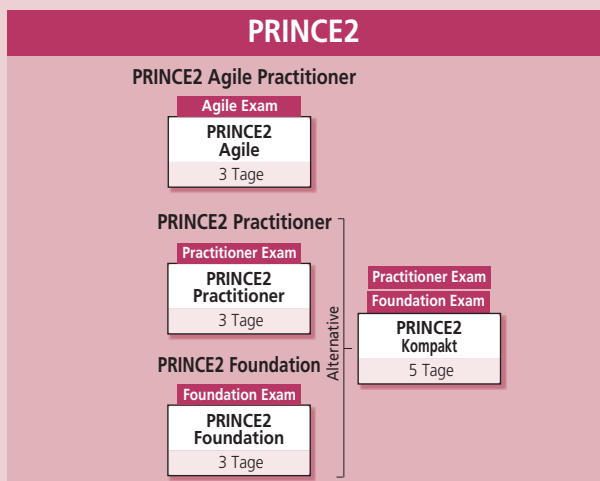 PRINCE2
PRINCE2 Agile Practitioner
Agile Exam
PRINCE2
Agile
3 Tage
PRINCE2 Practitioner
Practitioner Exam
PRINCE2
Practitioner
3 Tage
Alternative
Practitioner Exam
Foundation Exam
PRINCE2
Kompakt
5 Tage
PRINCE2 Foundation
Foundation Exam
PRINCE2
Foundation
3 Tage